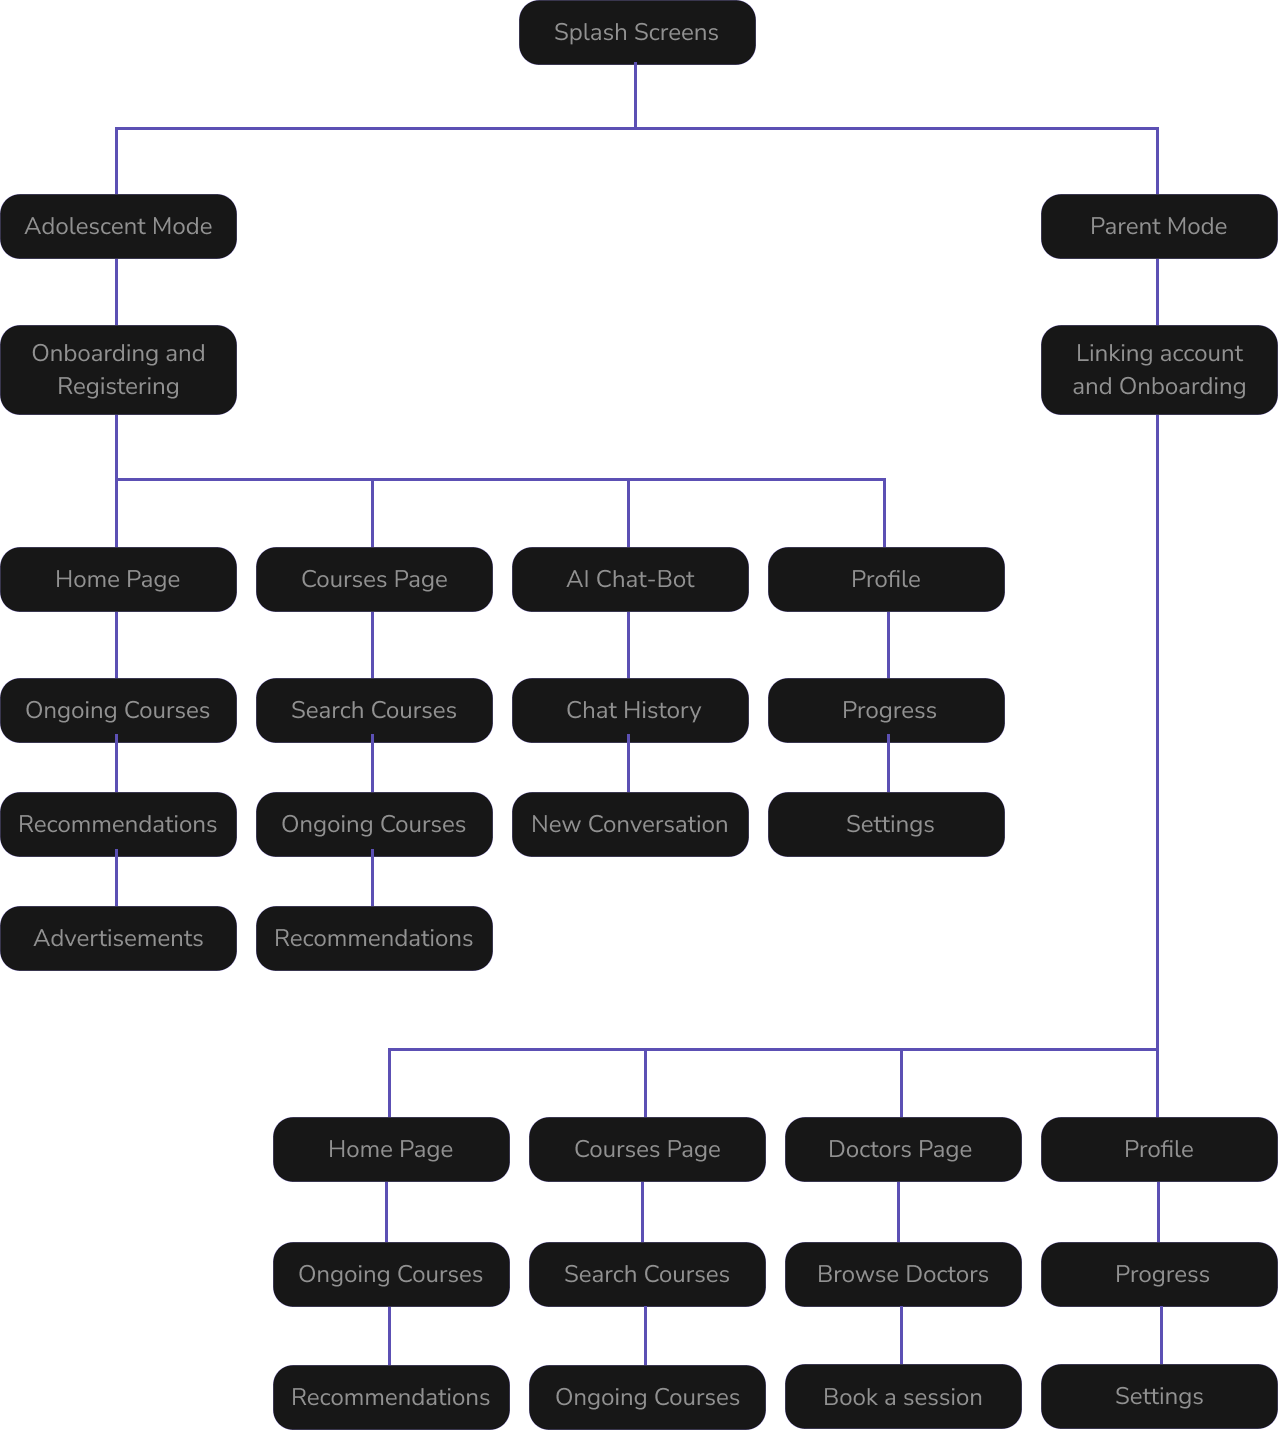 Splash Screens
Adolescent Mode
Parent Mode
Onboarding and
Registering
Linking account
and Onboarding
Home Page
Courses Page
AI Chat-Bot
Profile
Ongoing Courses
Search Courses
Chat History
Progress
Recommendations
Ongoing Courses
New Conversation
Settings
Advertisements
Recommendations
Home Page
Courses Page
Doctors Page
Profile
Ongoing Courses
Search Courses
Browse Doctors
Progress
Recommendations
Ongoing Courses
Book a session
Settings